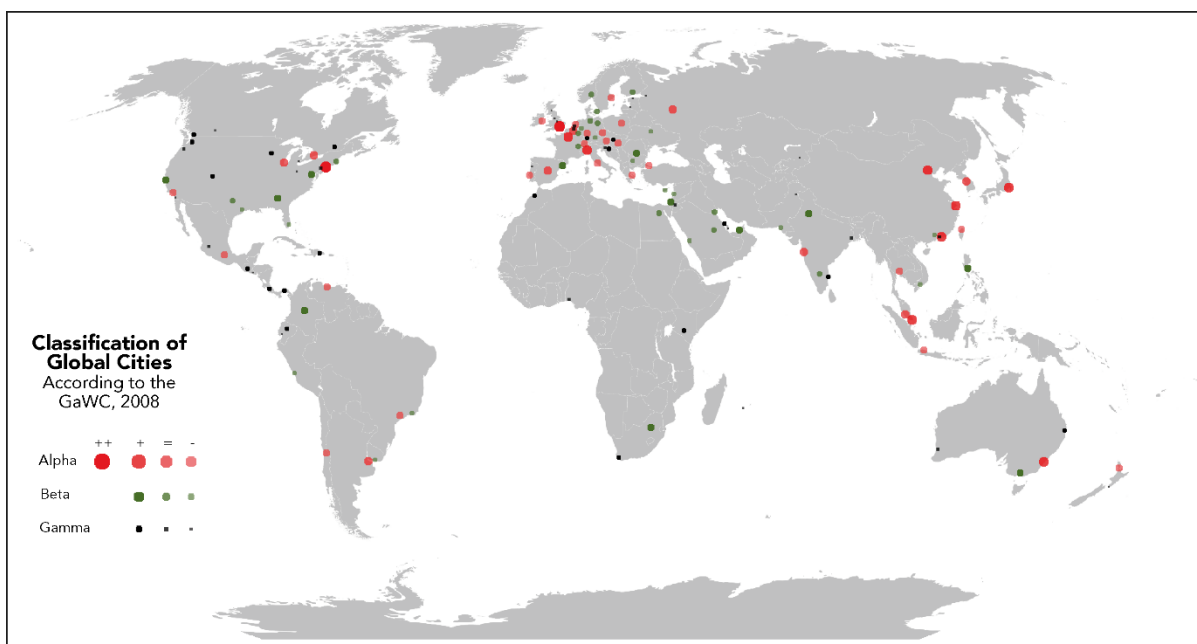 Classification of
Global Cities
According to the
GaWC, 2008
++ + = -
Alpha
Beta
Gamma